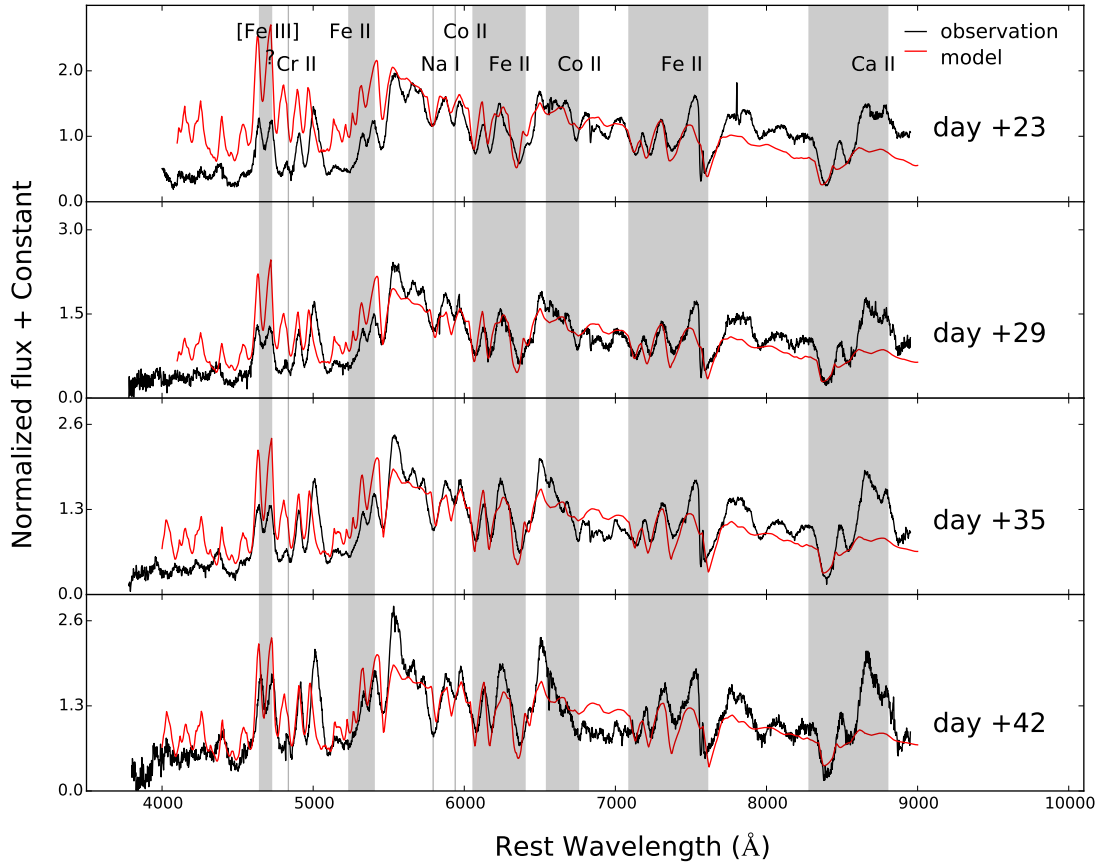 [Fe III]
?
Cr II
Fe II
Na I
Co II
Fe II
Co II
Fe II
Ca II
observation
model
day +23
day +29
day +35
day +42
2.0
1.0
0.0
3.0
1.5
0.0
2.6
1.3
0.0
2.6
1.3
0.0
4000 5000 6000 7000 8000 9000 10000
Normalized flux + Constant
Rest Wavelength (Å)